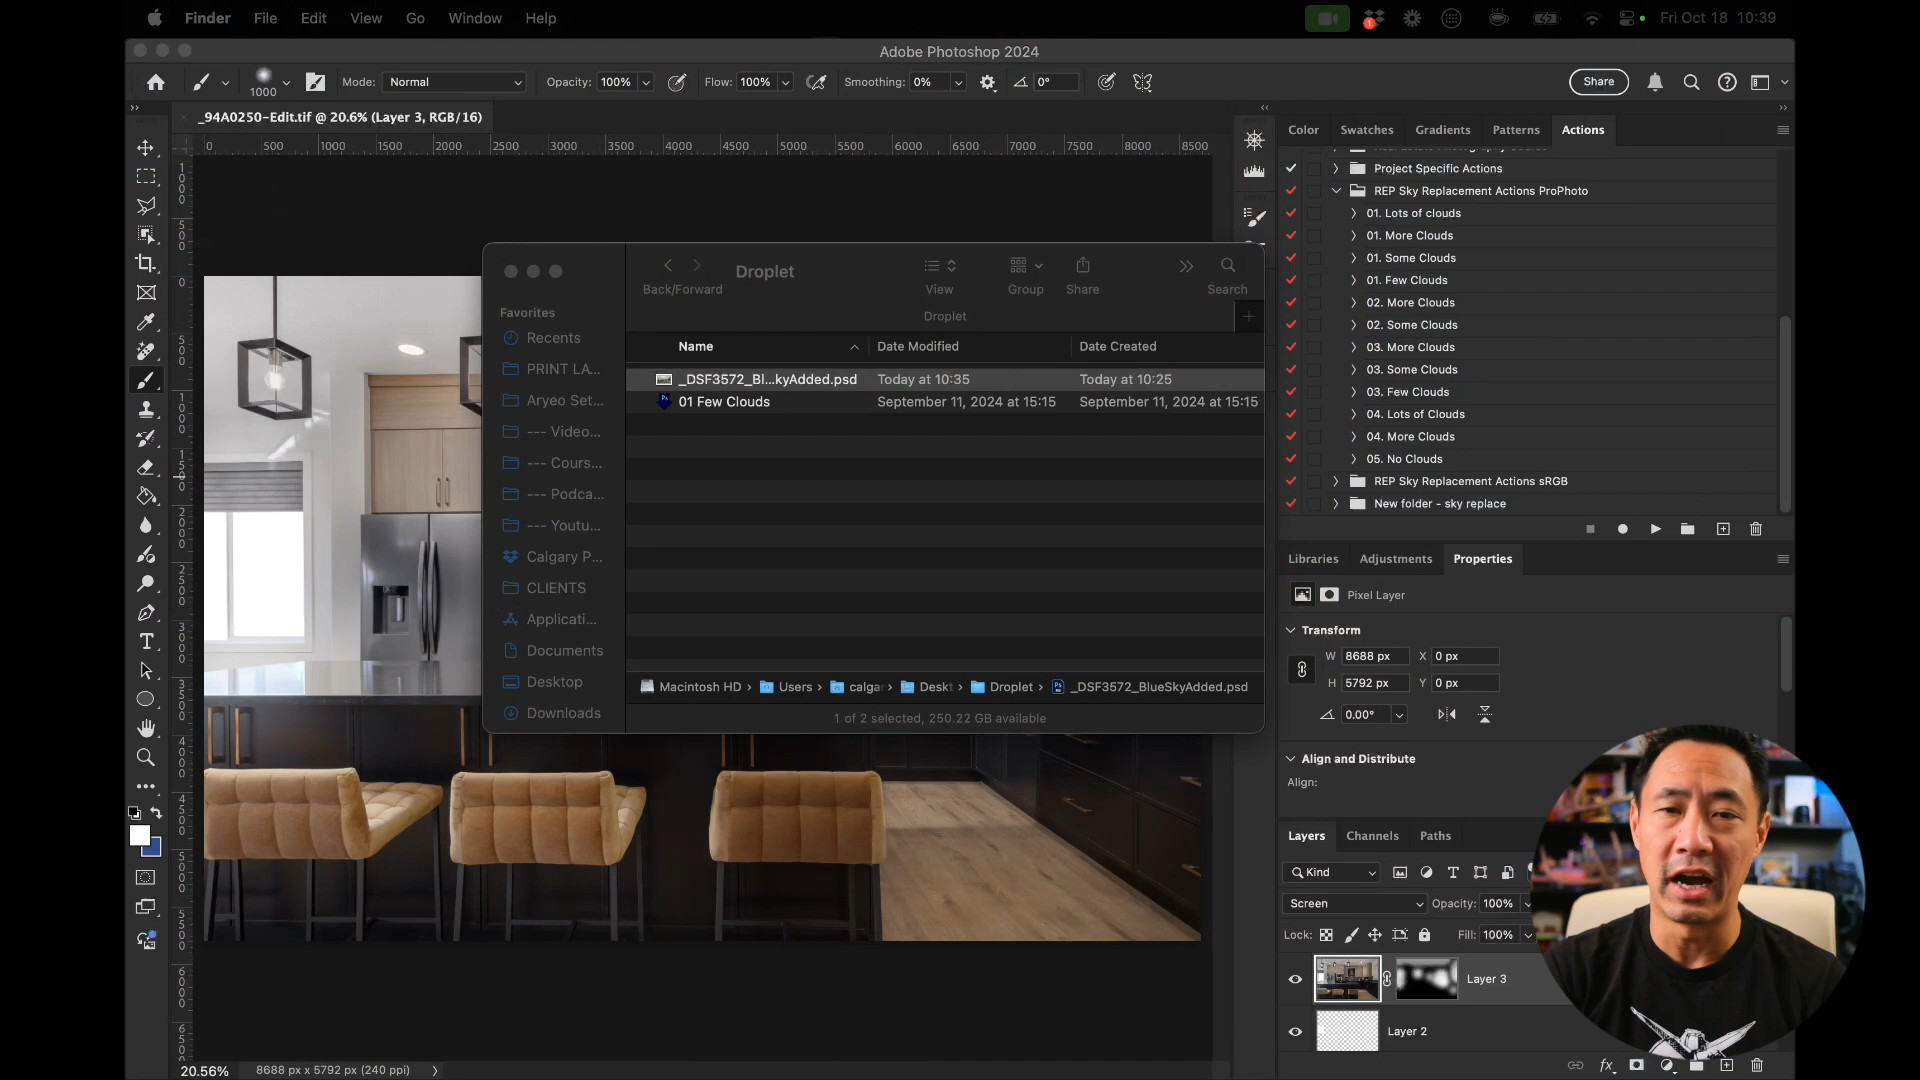 Finder File Edit View Go Window Help Fri Oct 18 10:39
Adobe Photoshop 2024
1000 Mode: Normal Opacity: 100% Flow: 100% Smoothing: 0% 0° Share
_94A0250-Edit.tif @ 20.6% (Layer 3, RGB/16)
0 500 1000 1500 2000 2500 3000 3500 4000 4500 5000 5500 6000 6500 7000 7500 8000 8500
Color Swatches Gradients Patterns Actions
Project Specific Actions
REP Sky Replacement Actions ProPhoto
01. Lots of clouds
01. More Clouds
01. Some Clouds
01. Few Clouds
02. More Clouds
02. Some Clouds
03. More Clouds
03. Some Clouds
03. Few Clouds
04. Lots of Clouds
04. More Clouds
05. No Clouds
REP Sky Replacement Actions sRGB
New folder - sky replace
Droplet
Back/Forward View Group Share Search
Droplet
Favorites
Recents
PRINT LA...
Aryeo Set...
--- Video...
--- Cours...
--- Podca...
--- Youtu...
Calgary P...
CLIENTS
Applicati...
Documents
Desktop
Downloads
Name Date Modified Date Created
_DSF3572_Bl...kyAdded.psd Today at 10:35 Today at 10:25
01 Few Clouds September 11, 2024 at 15:15 September 11, 2024 at 15:15
Macintosh HD › Users › calgar › Deskt › Droplet › _DSF3572_BlueSkyAdded.psd
1 of 2 selected, 250.22 GB available
Libraries Adjustments Properties
Pixel Layer
Transform
W 8688 px X 0 px
H 5792 px Y 0 px
0.00°
Align and Distribute
Align:
Layers Channels Paths
Kind
Screen Opacity: 100%
Lock: Fill: 100%
Layer 3
Layer 2
fx
20.56% 8688 px x 5792 px (240 ppi)